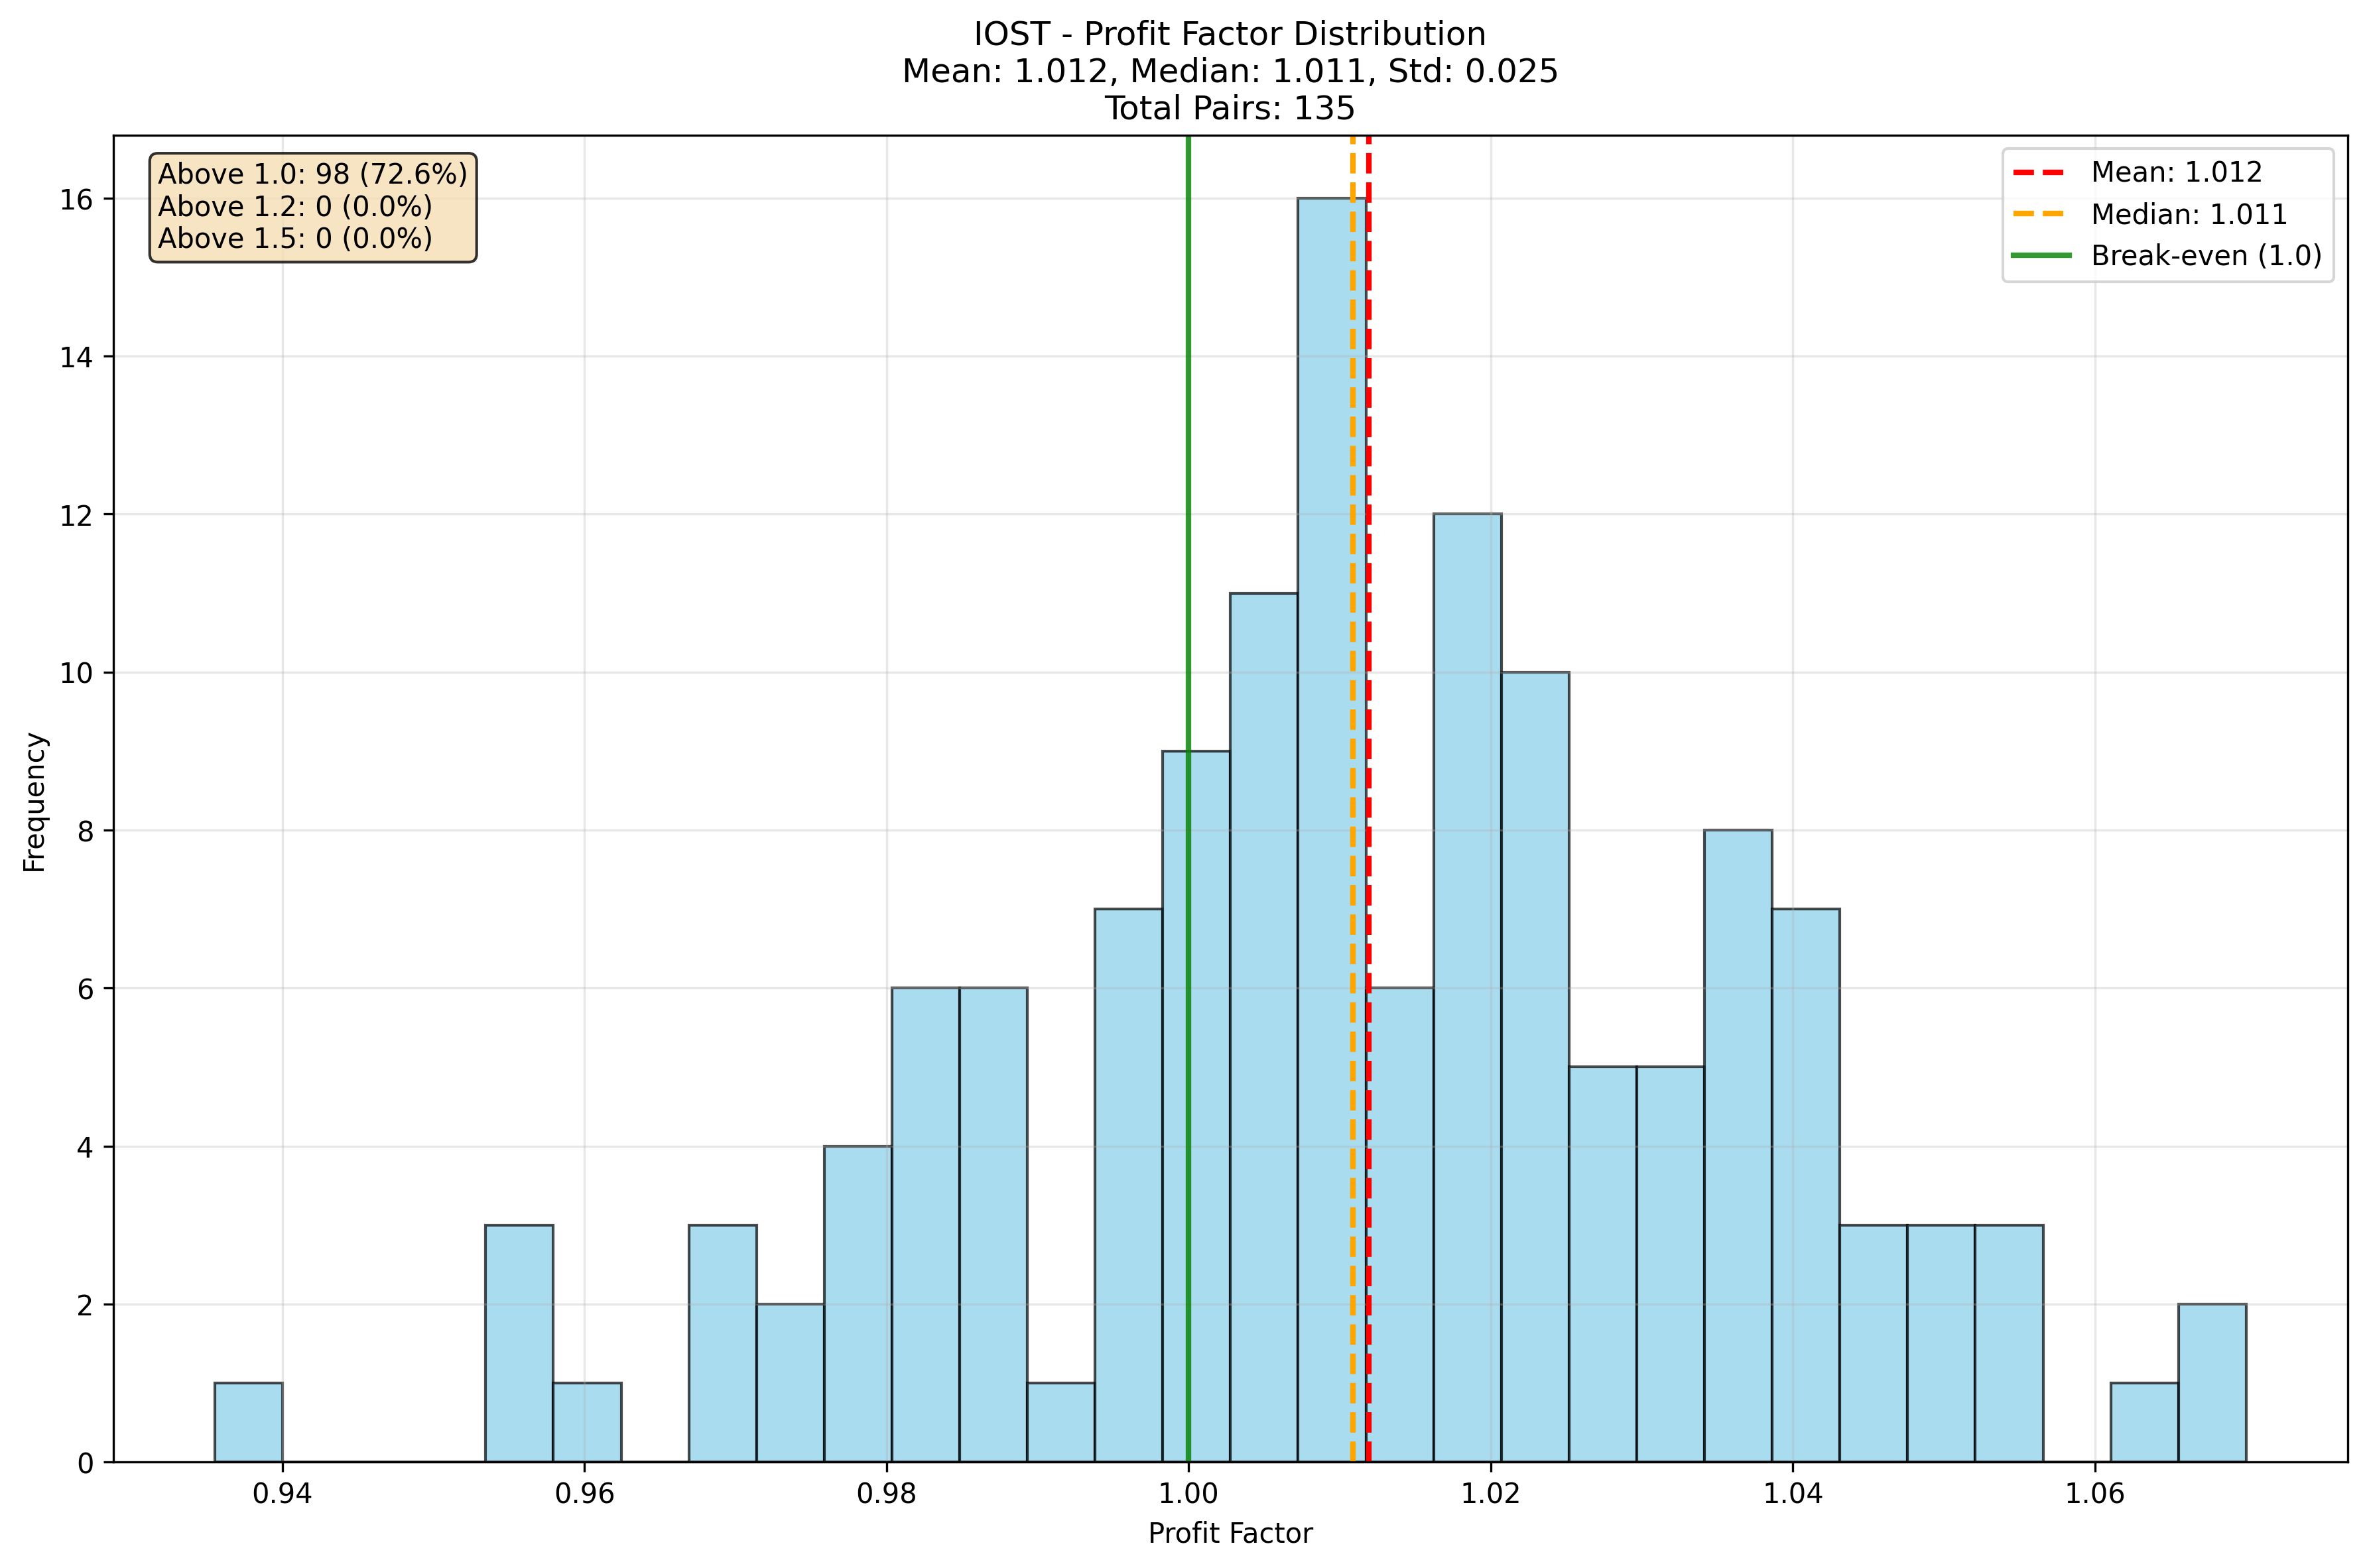 IOST - Profit Factor Distribution
Mean: 1.012, Median: 1.011, Std: 0.025
Total Pairs: 135
Above 1.0: 98 (72.6%)
Above 1.2: 0 (0.0%)
Above 1.5: 0 (0.0%)
Mean: 1.012
Median: 1.011
Break-even (1.0)
Frequency
16
14
12
10
8
6
4
2
0
0.94 0.96 0.98 1.00 1.02 1.04 1.06
Profit Factor